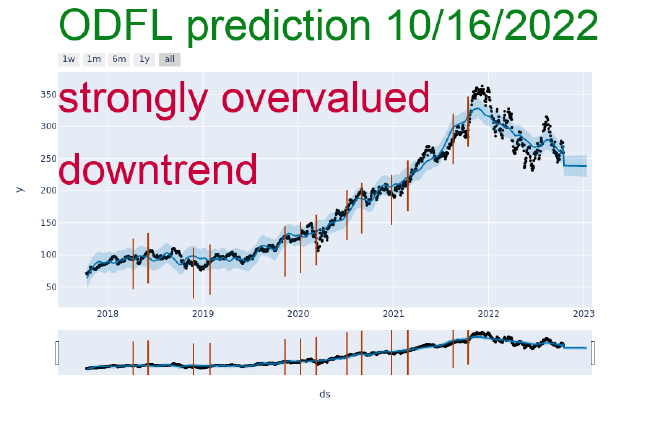 ODFL prediction 10/16/2022
1w 1m 6m 1y all
strongly overvalued
downtrend
350
300
250
200
150
100
50
y
2018 2019 2020 2021 2022 2023
ds